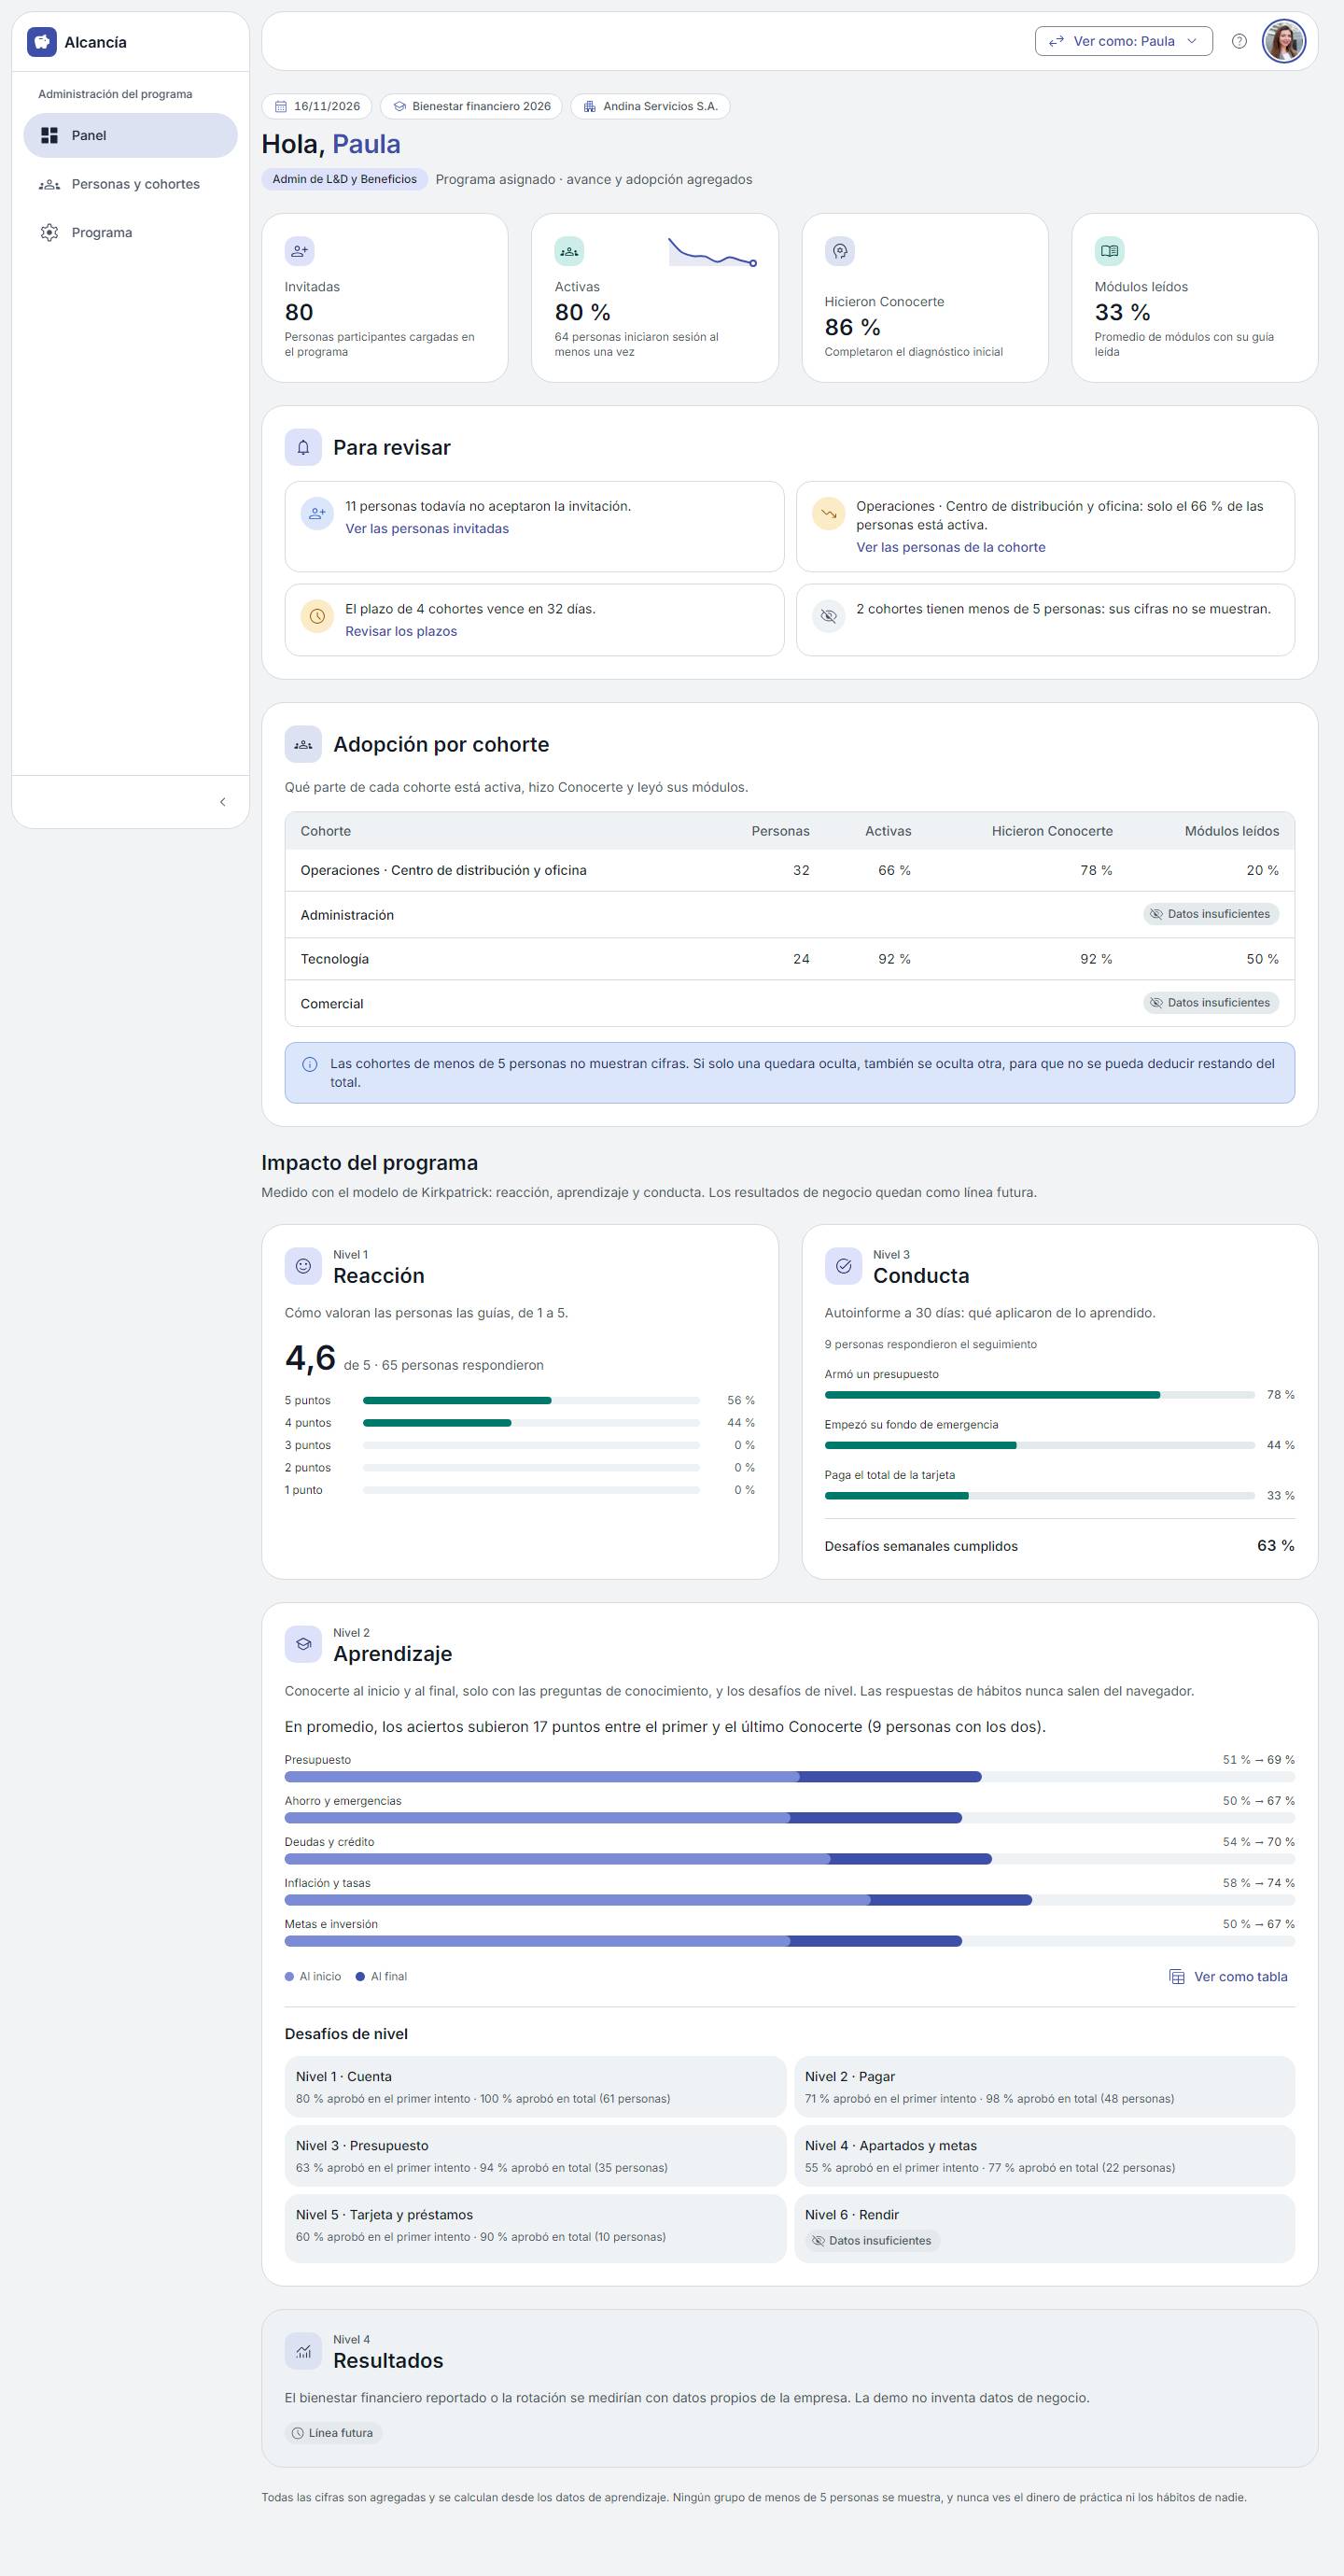 Alcancía
Ver como: Paula
Administración del programa
Panel
Personas y cohortes
Programa
16/11/2026
Bienestar financiero 2026
Andina Servicios S.A.
Hola, Paula
Admin de L&D y Beneficios
Programa asignado · avance y adopción agregados
Invitadas
80
Personas participantes cargadas en
el programa
Activas
80 %
64 personas iniciaron sesión al
menos una vez
Hicieron Conocerte
86 %
Completaron el diagnóstico inicial
Módulos leídos
33 %
Promedio de módulos con su guía
leída
Para revisar
11 personas todavía no aceptaron la invitación.
Ver las personas invitadas
Operaciones · Centro de distribución y oficina: solo el 66 % de las
personas está activa.
Ver las personas de la cohorte
El plazo de 4 cohortes vence en 32 días.
Revisar los plazos
2 cohortes tienen menos de 5 personas: sus cifras no se muestran.
Adopción por cohorte
Qué parte de cada cohorte está activa, hizo Conocerte y leyó sus módulos.
Cohorte Personas Activas Hicieron Conocerte Módulos leídos
Operaciones · Centro de distribución y oficina 32 66 % 78 % 20 %
Administración Datos insuficientes
Tecnología 24 92 % 92 % 50 %
Comercial Datos insuficientes
Las cohortes de menos de 5 personas no muestran cifras. Si solo una quedara oculta, también se oculta otra, para que no se pueda deducir restando del
total.
Impacto del programa
Medido con el modelo de Kirkpatrick: reacción, aprendizaje y conducta. Los resultados de negocio quedan como línea futura.
Nivel 1
Reacción
Cómo valoran las personas las guías, de 1 a 5.
4,6 de 5 · 65 personas respondieron
5 puntos 56 %
4 puntos 44 %
3 puntos 0 %
2 puntos 0 %
1 punto 0 %
Nivel 3
Conducta
Autoinforme a 30 días: qué aplicaron de lo aprendido.
9 personas respondieron el seguimiento
Armó un presupuesto
78 %
Empezó su fondo de emergencia
44 %
Paga el total de la tarjeta
33 %
Desafíos semanales cumplidos 63 %
Nivel 2
Aprendizaje
Conocerte al inicio y al final, solo con las preguntas de conocimiento, y los desafíos de nivel. Las respuestas de hábitos nunca salen del navegador.
En promedio, los aciertos subieron 17 puntos entre el primer y el último Conocerte (9 personas con los dos).
Presupuesto 51 % → 69 %
Ahorro y emergencias 50 % → 67 %
Deudas y crédito 54 % → 70 %
Inflación y tasas 58 % → 74 %
Metas e inversión 50 % → 67 %
Al inicio Al final Ver como tabla
Desafíos de nivel
Nivel 1 · Cuenta
80 % aprobó en el primer intento · 100 % aprobó en total (61 personas)
Nivel 2 · Pagar
71 % aprobó en el primer intento · 98 % aprobó en total (48 personas)
Nivel 3 · Presupuesto
63 % aprobó en el primer intento · 94 % aprobó en total (35 personas)
Nivel 4 · Apartados y metas
55 % aprobó en el primer intento · 77 % aprobó en total (22 personas)
Nivel 5 · Tarjeta y préstamos
60 % aprobó en el primer intento · 90 % aprobó en total (10 personas)
Nivel 6 · Rendir
Datos insuficientes
Nivel 4
Resultados
El bienestar financiero reportado o la rotación se medirían con datos propios de la empresa. La demo no inventa datos de negocio.
Línea futura
Todas las cifras son agregadas y se calculan desde los datos de aprendizaje. Ningún grupo de menos de 5 personas se muestra, y nunca ves el dinero de práctica ni los hábitos de nadie.